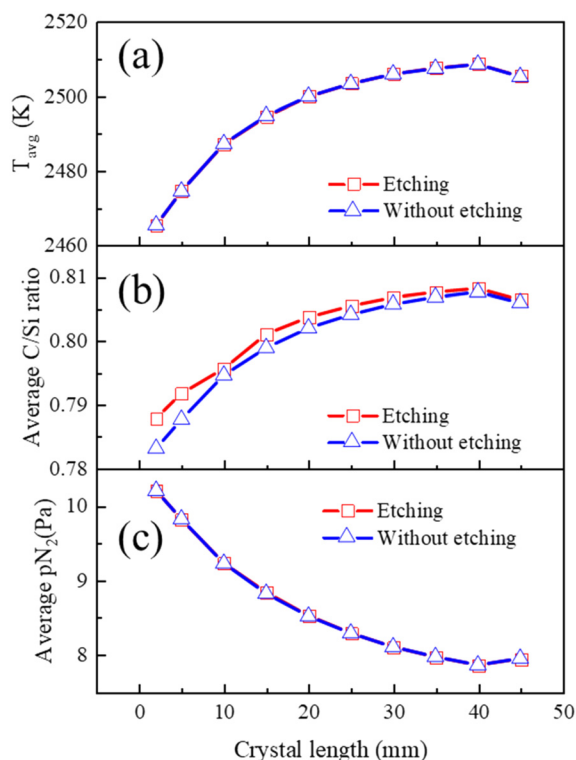 2520
(a)
2500
T_avg (K)
2480
Etching
Without etching
2460
0.81
(b)
0.80
Average C/Si ratio
0.79
Etching
Without etching
0.78
10
Etching
Without etching
(c)
Average pN₂(Pa)
9
8
0 10 20 30 40 50
Crystal length (mm)